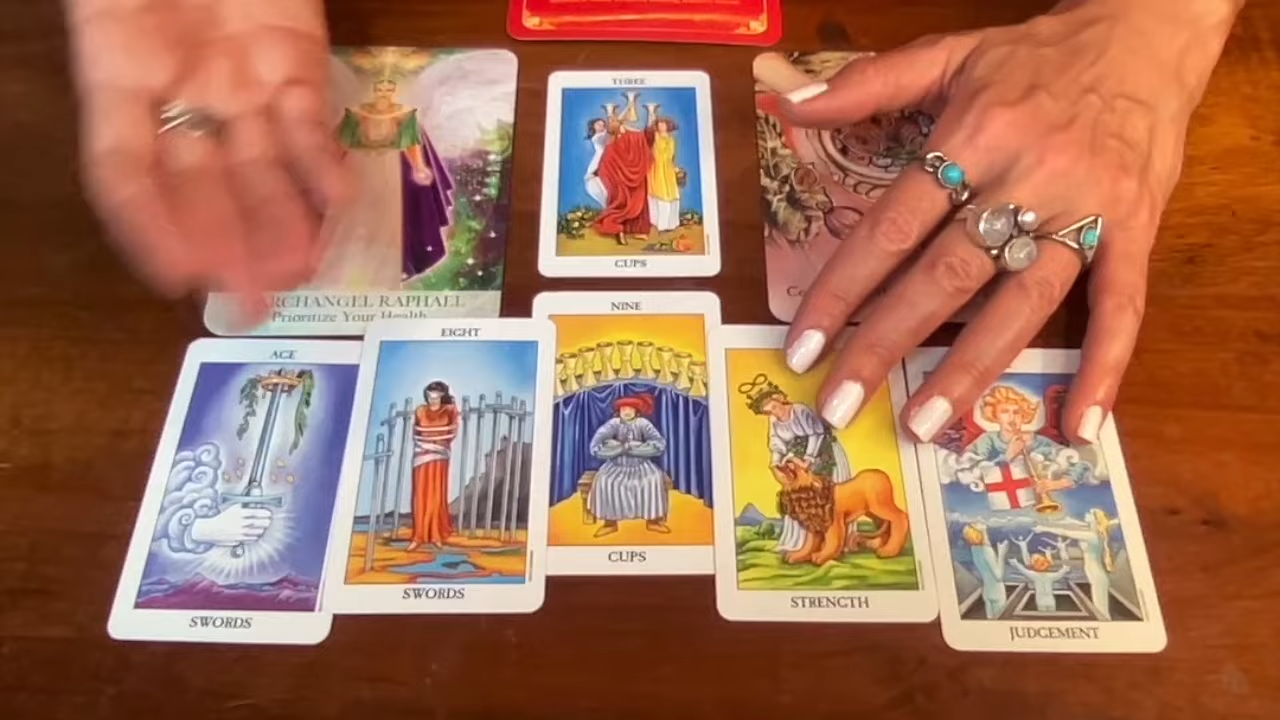 THREE
CUPS
ARCHANGEL RAPHAEL
Prioritize Your Health
NINE
CUPS
ACE
SWORDS
EIGHT
SWORDS
STRENGTH
JUDGEMENT